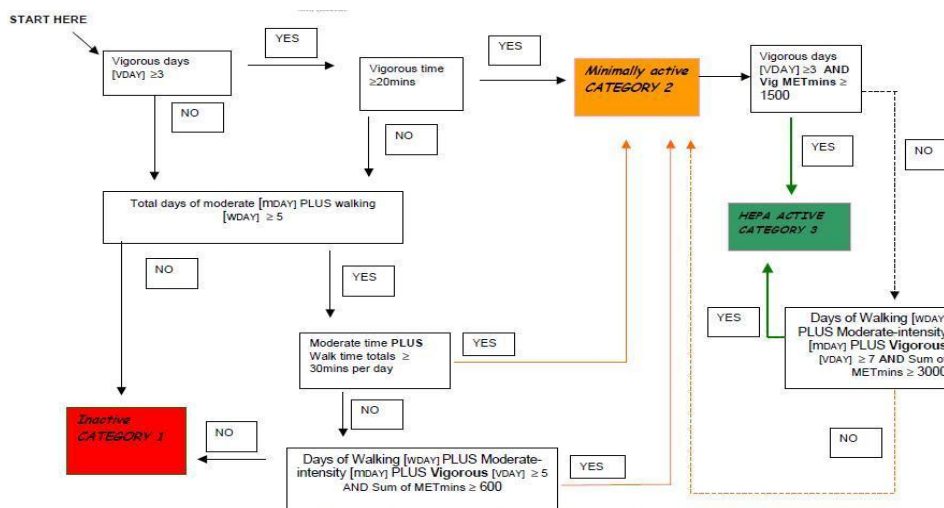 START HERE
Vigorous days
[VDAY] ≥3
YES
Vigorous time
≥20mins
YES
Minimally active
CATEGORY 2
Vigorous days
[VDAY] ≥3 AND
Vig METmins ≥
1500
NO
NO
YES
NO
Total days of moderate [mDAY] PLUS walking
[WDAY] ≥ 5
HEPA ACTIVE
CATEGORY 3
NO
YES
YES
Days of Walking [WDAY
PLUS Moderate-intensity
[mDAY] PLUS Vigorous
[VDAY] ≥ 7 AND Sum of
METmins ≥ 3000
Moderate time PLUS
Walk time totals ≥
30mins per day
YES
NO
Inactive
CATEGORY 1
NO
NO
Days of Walking [WDAY] PLUS Moderate-
intensity [mDAY] PLUS Vigorous [VDAY] ≥ 5
AND Sum of METmins ≥ 600
YES